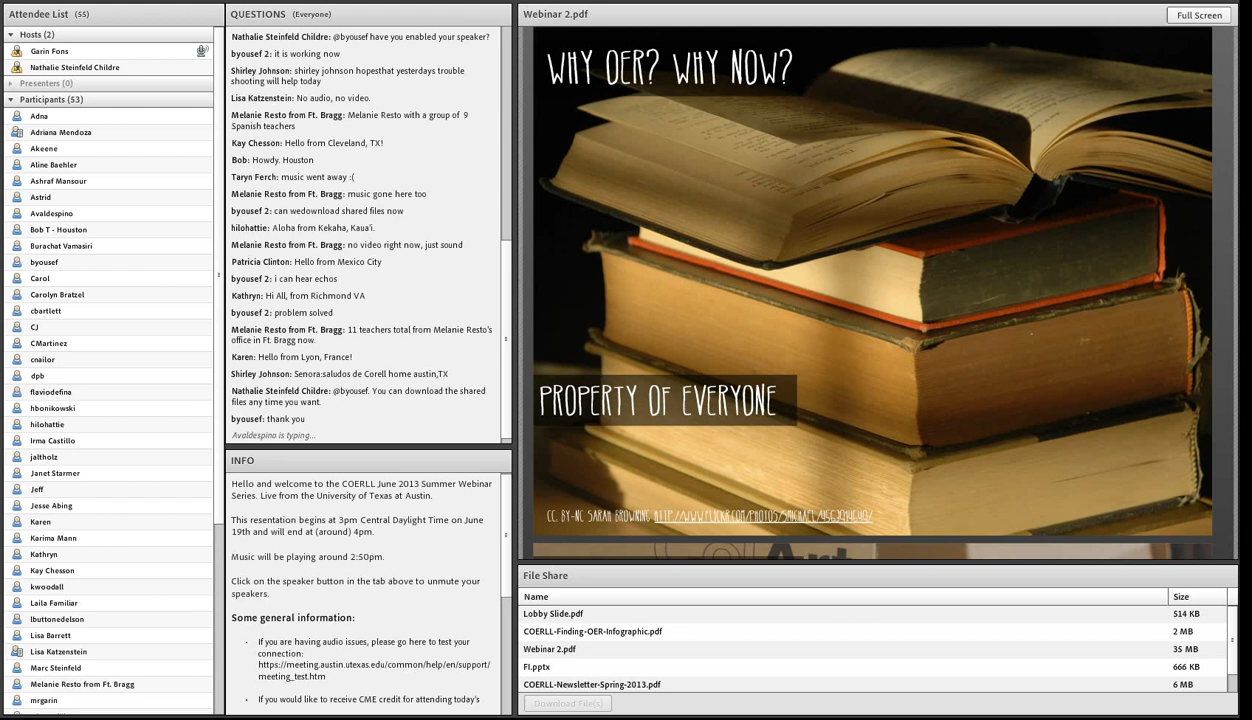 Attendee List (55)
Hosts (2)
Garin Fons
Nathalie Steinfeld Childre
Presenters (0)
Participants (53)
Adna
Adriana Mendoza
Akeene
Aline Baehler
Ashraf Mansour
Astrid
Avaldespino
Bob T - Houston
Burachat Vamasiri
byousef
Carol
Carolyn Bratzel
cbartlett
CJ
CMartinez
cnailor
dpb
flaviodefina
hbonikowski
hilohattie
Irma Castillo
jaltholz
Janet Starmer
Jeff
Jesse Abing
Karen
Karima Mann
Kathryn
Kay Chesson
kwoodall
Laila Familiar
lbuttonedelson
Lisa Barrett
Lisa Katzenstein
Marc Steinfeld
Melanie Resto from Ft. Bragg
mrgarin
QUESTIONS (Everyone)
Nathalie Steinfeld Childre: @byousef have you enabled your speaker?
byousef 2: it is working now
Shirley Johnson: shirley johnson hopesthat yesterdays trouble
shooting will help today
Lisa Katzenstein: No audio, no video.
Melanie Resto from Ft. Bragg: Melanie Resto with a group of 9
Spanish teachers
Kay Chesson: Hello from Cleveland, TX!
Bob: Howdy. Houston
Taryn Ferch: music went away :(
Melanie Resto from Ft. Bragg: music gone here too
byousef 2: can wedownload shared files now
hilohattie: Aloha from Kekaha, Kaua'i.
Melanie Resto from Ft. Bragg: no video right now, just sound
Patricia Clinton: Hello from Mexico City
byousef 2: i can hear echos
Kathryn: Hi All, from Richmond VA
byousef 2: problem solved
Melanie Resto from Ft. Bragg: 11 teachers total from Melanie Resto's
office in Ft. Bragg now.
Karen: Hello from Lyon, France!
Shirley Johnson: Senora:saludos de Corell home austin,TX
Nathalie Steinfeld Childre: @byousef. You can download the shared
files any time you want.
byousef: thank you
Avaldespino is typing...
INFO
Hello and welcome to the COERLL June 2013 Summer Webinar
Series. Live from the University of Texas at Austin.
This resentation begins at 3pm Central Daylight Time on June
19th and will end at (around) 4pm.
Music will be playing around 2:50pm.
Click on the speaker button in the tab above to unmute your
speakers.
Some general information:
• If you are having audio issues, please go here to test your
connection:
https://meeting.austin.utexas.edu/common/help/en/support/
meeting_test.htm
• If you would like to receive CME credit for attending today's
Webinar 2.pdf
Full Screen
WHY OER? WHY NOW?
PROPERTY OF EVERYONE
CC. BY-NC SARAH BROWNING
Art
File Share
Name Size
Lobby Slide.pdf 514 KB
COERLL-Finding-OER-Infographic.pdf 2 MB
Webinar 2.pdf 35 MB
FI.pptx 666 KB
COERLL-Newsletter-Spring-2013.pdf 6 MB
Download File(s)